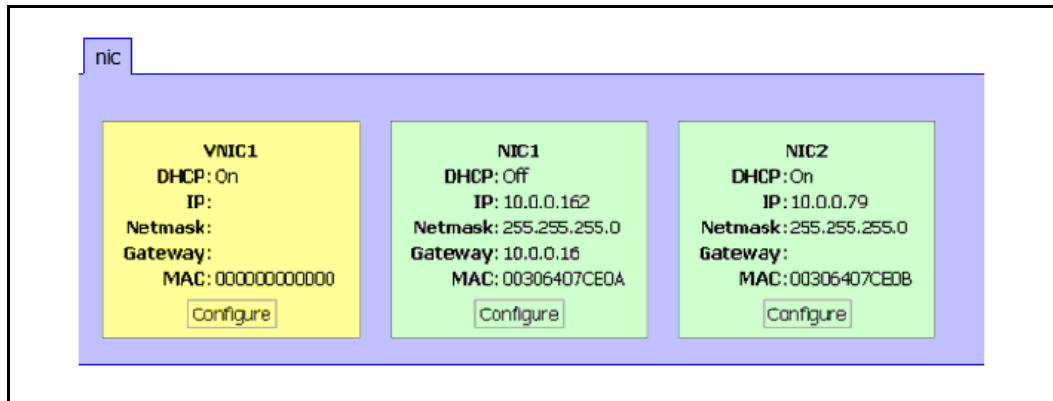 nic
VNIC1
DHCP: On
IP:
Netmask:
Gateway:
MAC: 000000000000
Configure
NIC1
DHCP: Off
IP: 10.0.0.162
Netmask: 255.255.255.0
Gateway: 10.0.0.16
MAC: 00306407CE0A
Configure
NIC2
DHCP: On
IP: 10.0.0.79
Netmask: 255.255.255.0
Gateway:
MAC: 00306407CE0B
Configure